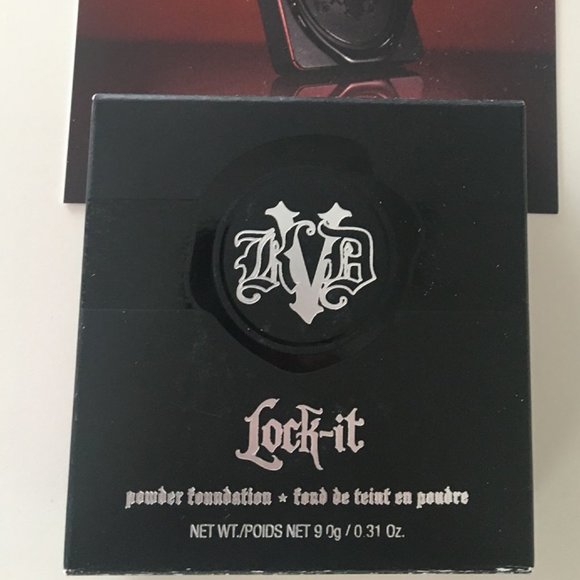 KVD
Lock-it
powder foundation ★ fond de teint en poudre
NET WT./POIDS NET 9.0g / 0.31 Oz.